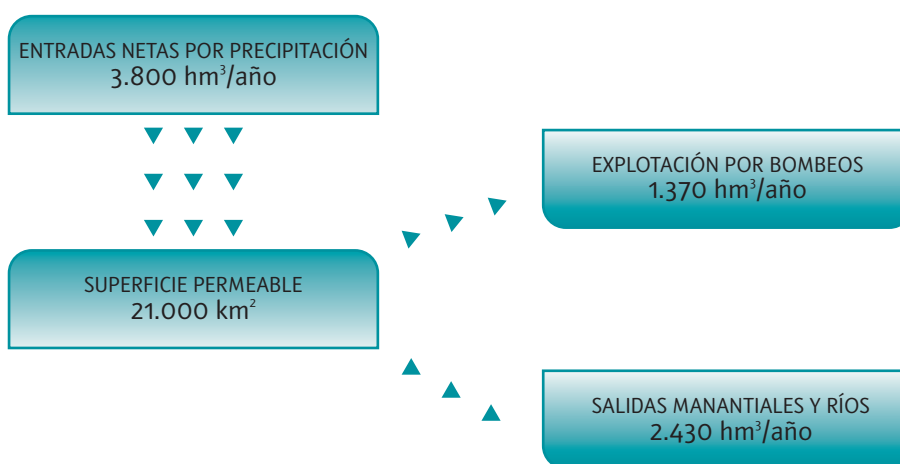 ENTRADAS NETAS POR PRECIPITACIÓN
3.800 hm³/año
EXPLOTACIÓN POR BOMBEOS
1.370 hm³/año
SUPERFICIE PERMEABLE
21.000 km²
SALIDAS MANANTIALES Y RÍOS
2.430 hm³/año